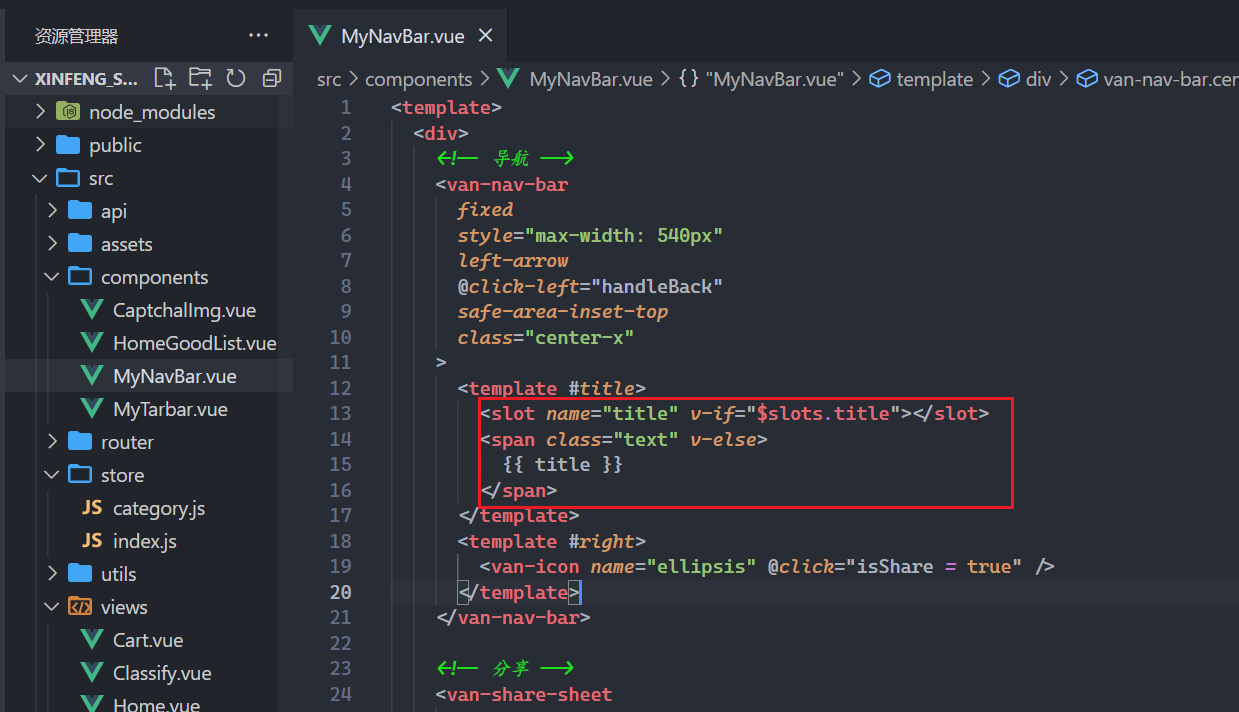 资源管理器 ···
MyNavBar.vue ×
XINFENG_S...
src > components > MyNavBar.vue > {} "MyNavBar.vue" > template > div > van-nav-bar.cen
node_modules
public
src
api
assets
components
CaptchalImg.vue
HomeGoodList.vue
MyNavBar.vue
MyTarbar.vue
router
store
JS category.js
JS index.js
utils
views
Cart.vue
Classify.vue
Home.vue
1 <template>
2 <div>
3 <!-- 导航 -->
4 <van-nav-bar
5 fixed
6 style="max-width: 540px"
7 left-arrow
8 @click-left="handleBack"
9 safe-area-inset-top
10 class="center-x"
11 >
12 <template #title>
13 <slot name="title" v-if="$slots.title"></slot>
14 <span class="text" v-else>
15 {{ title }}
16 </span>
17 </template>
18 <template #right>
19 <van-icon name="ellipsis" @click="isShare = true" />
20 </template>
21 </van-nav-bar>
22
23 <!-- 分享 -->
24 <van-share-sheet